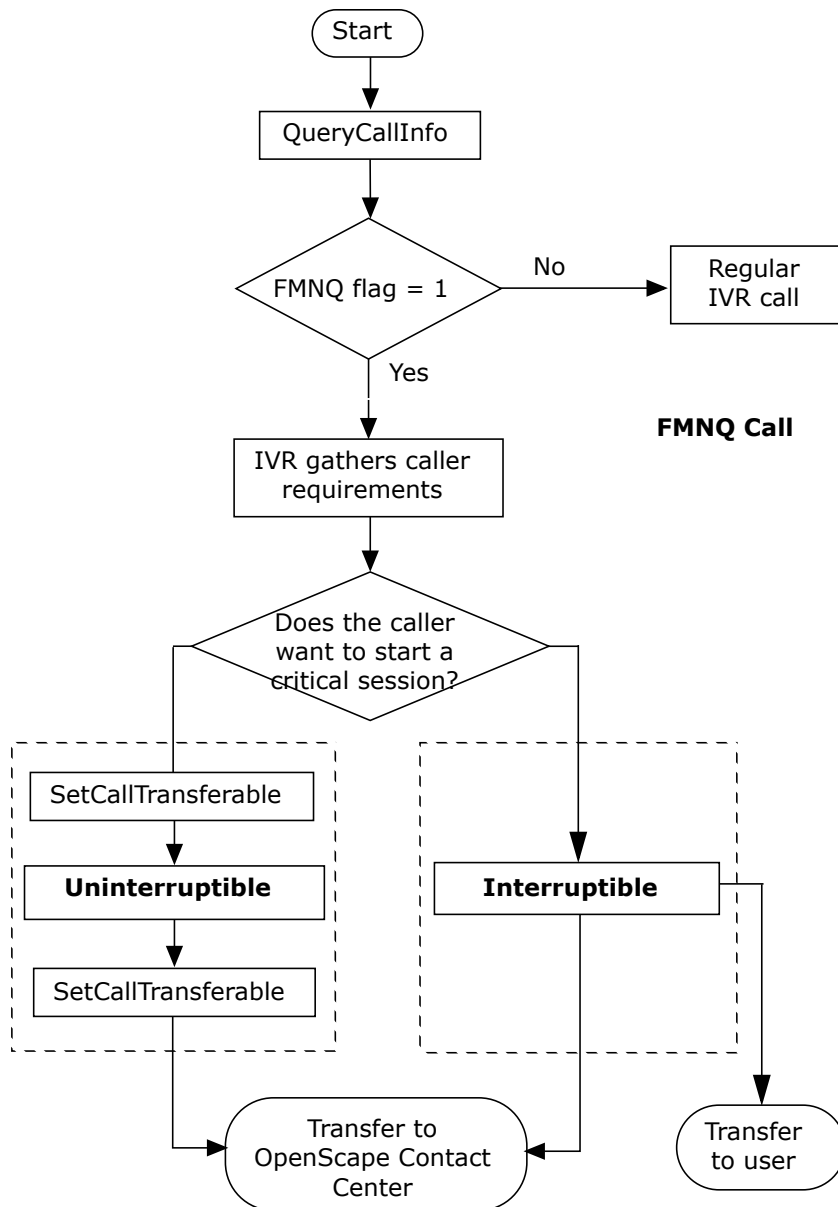 Start
QueryCallInfo
FMNQ flag = 1
No
Regular
IVR call
Yes
FMNQ Call
IVR gathers caller
requirements
Does the caller
want to start a
critical session?
SetCallTransferable
Uninterruptible
Interruptible
SetCallTransferable
Transfer to
OpenScape Contact
Center
Transfer
to user